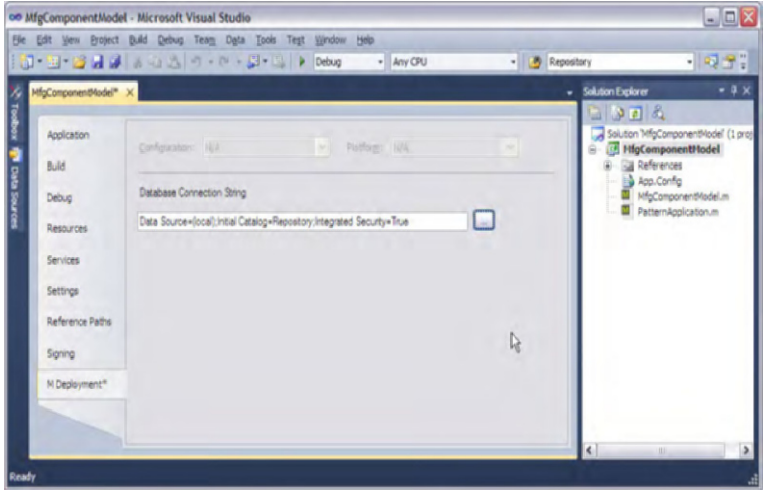 MfgComponentModel - Microsoft Visual Studio
File Edit View Project Build Debug Team Data Tools Test Window Help
Debug Any CPU Repository
MfgComponentModel* Solution Explorer
Toolbox
Data Sources
Solution 'MfgComponentModel' (1 proj
MfgComponentModel
References
App.Config
MfgComponentModel.m
PatternApplication.m
Application
Build
Debug
Resources
Services
Settings
Reference Paths
Signing
M Deployment*
Configuration: N/A Platform: N/A
Database Connection String
Data Source=(local);Initial Catalog=Repository;Integrated Security=True
...
Ready